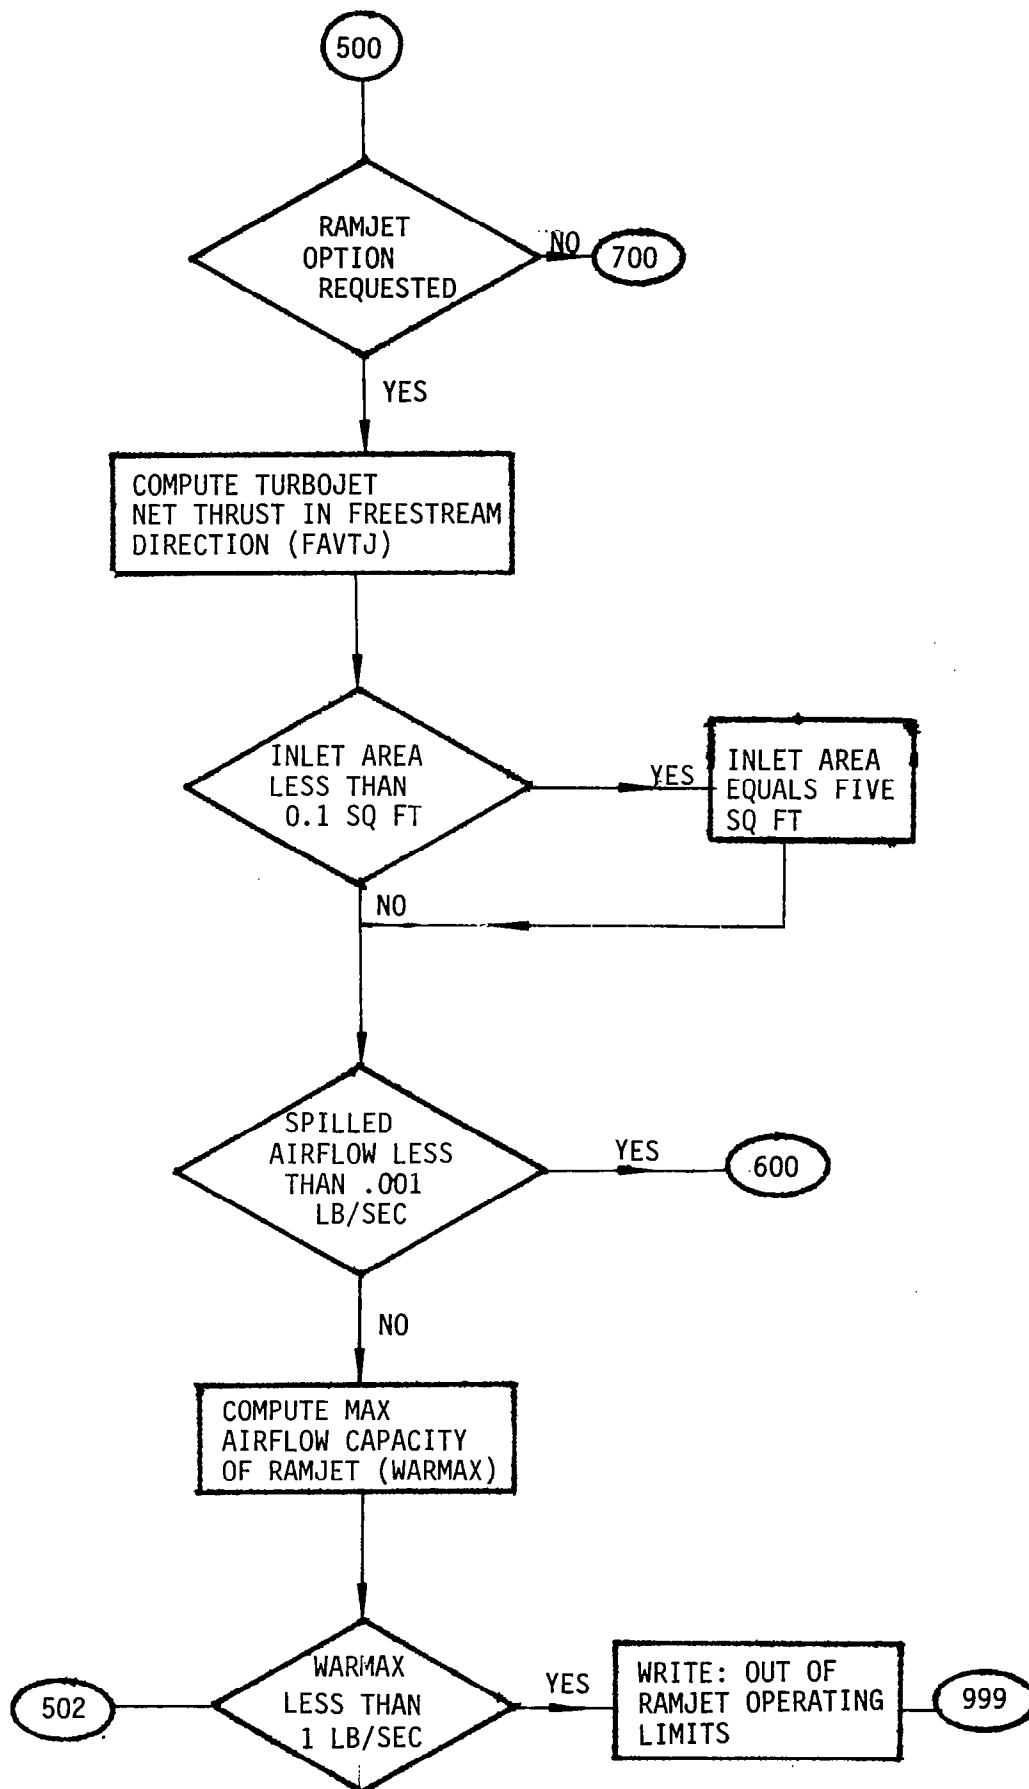 500
RAMJET
OPTION
REQUESTED
NO
700
YES
COMPUTE TURBOJET
NET THRUST IN FREESTREAM
DIRECTION (FAVTJ)
INLET AREA
LESS THAN
0.1 SQ FT
YES
INLET AREA
EQUALS FIVE
SQ FT
NO
SPILLED
AIRFLOW LESS
THAN .001
LB/SEC
YES
600
NO
COMPUTE MAX
AIRFLOW CAPACITY
OF RAMJET (WARMAX)
502
WARMAX
LESS THAN
1 LB/SEC
YES
WRITE: OUT OF
RAMJET OPERATING
LIMITS
999